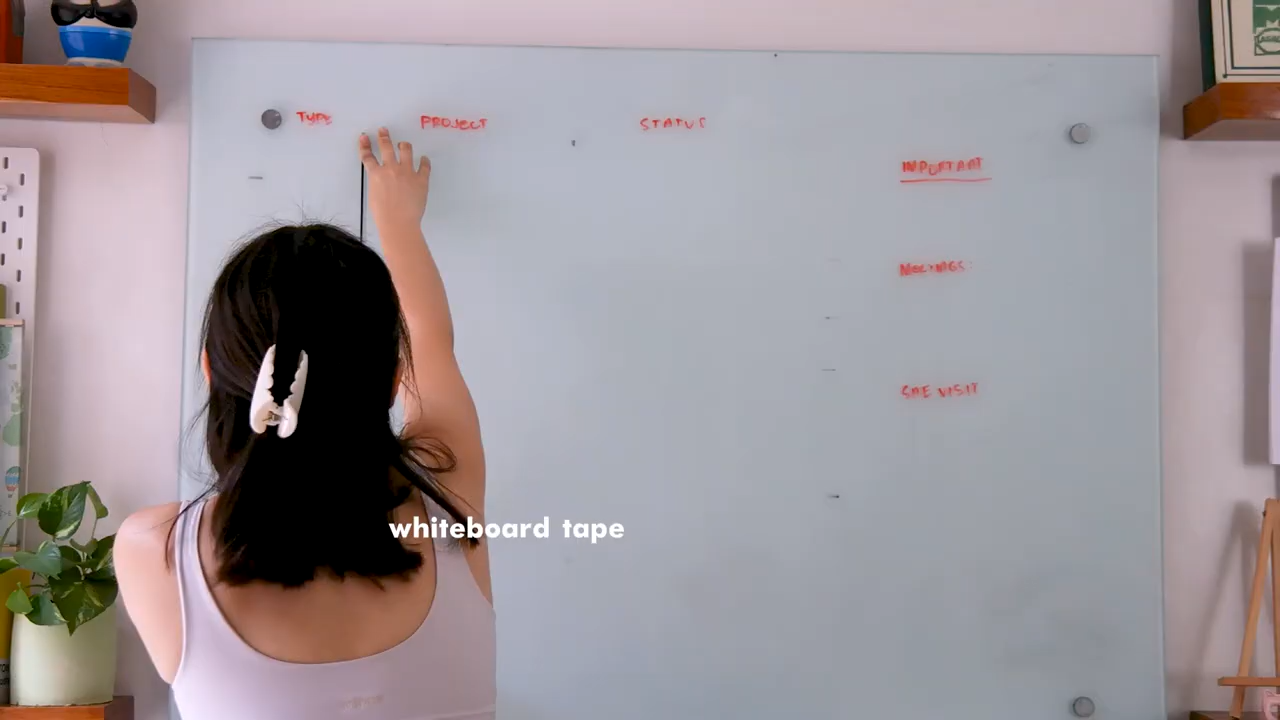 TYPE PROJECT STATUS
IMPORTANT
MEETINGS:
SITE VISIT
whiteboard tape